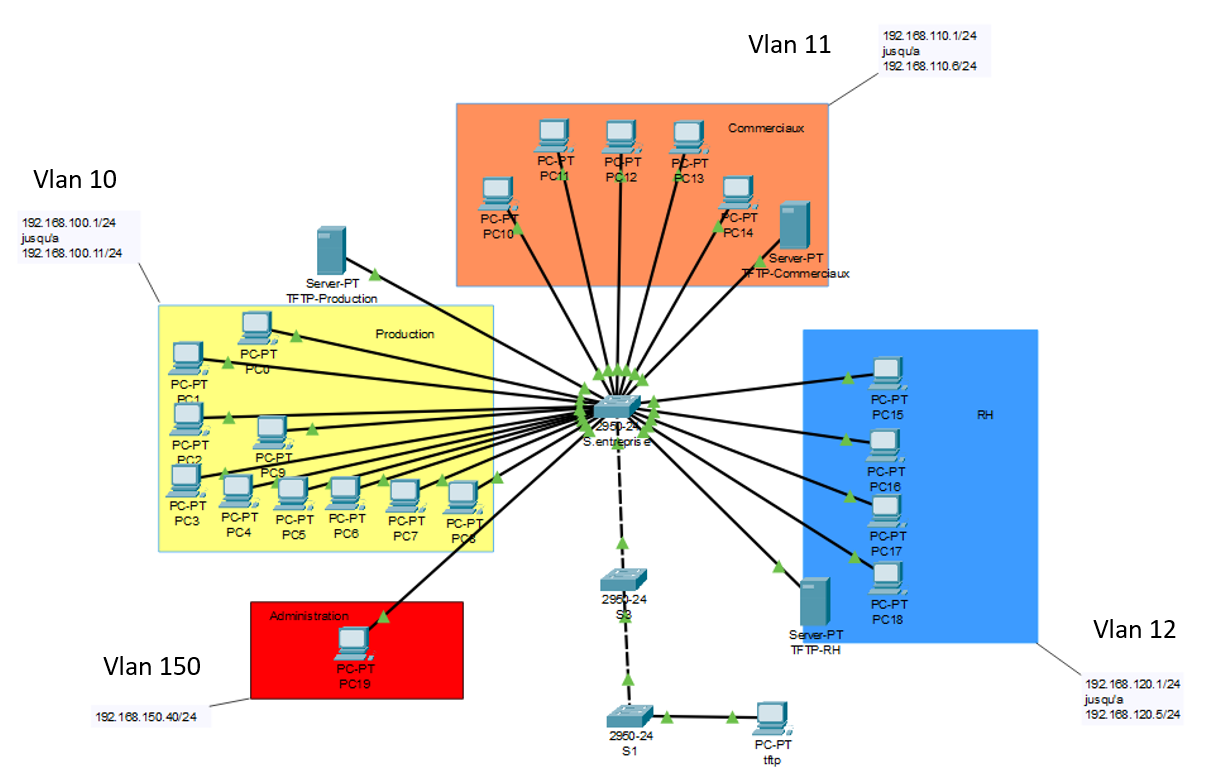 Vlan 11
192.168.110.1/24
jusqu'a
192.168.110.6/24
Commerciaux
PC-PT
PC11
PC-PT
PC12
PC-PT
PC13
PC-PT
PC10
PC-PT
PC14
Server-PT
TFTP-Commerciaux
Vlan 10
192.168.100.1/24
jusqu'a
192.168.100.11/24
Server-PT
TFTP-Production
Production
PC-PT
PC0
PC-PT
PC1
PC-PT
PC2
PC-PT
PC9
PC-PT
PC3
PC-PT
PC4
PC-PT
PC5
PC-PT
PC6
PC-PT
PC7
PC-PT
PC8
2950-24
S.entreprise
RH
PC-PT
PC15
PC-PT
PC16
PC-PT
PC17
PC-PT
PC18
Server-PT
TFTP-RH
Vlan 12
192.168.120.1/24
jusqu'a
192.168.120.5/24
Administration
PC-PT
PC19
Vlan 150
192.168.150.40/24
2950-24
2950-24
S1
PC-PT
tftp